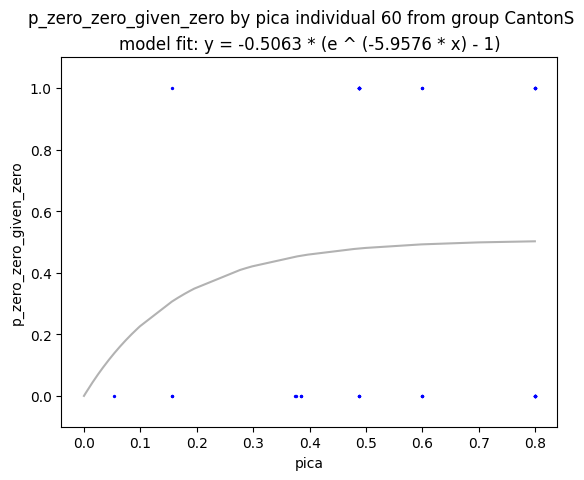 p_zero_zero_given_zero by pica individual 60 from group CantonS
model fit: y = -0.5063 * (e ^ (-5.9576 * x) - 1)
1.0
0.8
0.6
0.4
0.2
0.0
p_zero_zero_given_zero
0.0 0.1 0.2 0.3 0.4 0.5 0.6 0.7 0.8
pica